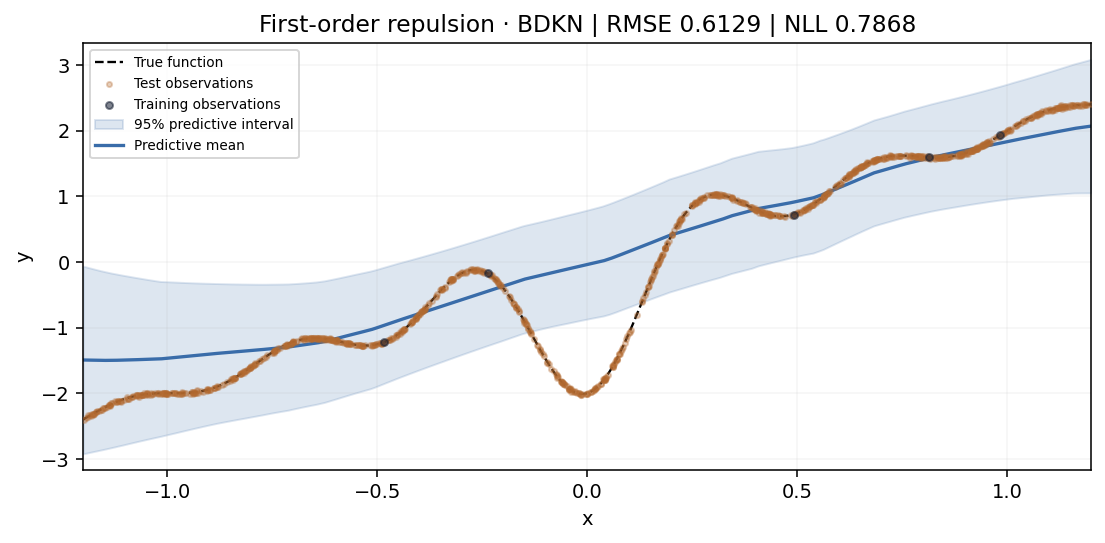 First-order repulsion · BDKN | RMSE 0.6129 | NLL 0.7868
True function
Test observations
Training observations
95% predictive interval
Predictive mean
3
2
1
0
−1
−2
−3
y
−1.0 −0.5 0.0 0.5 1.0
x